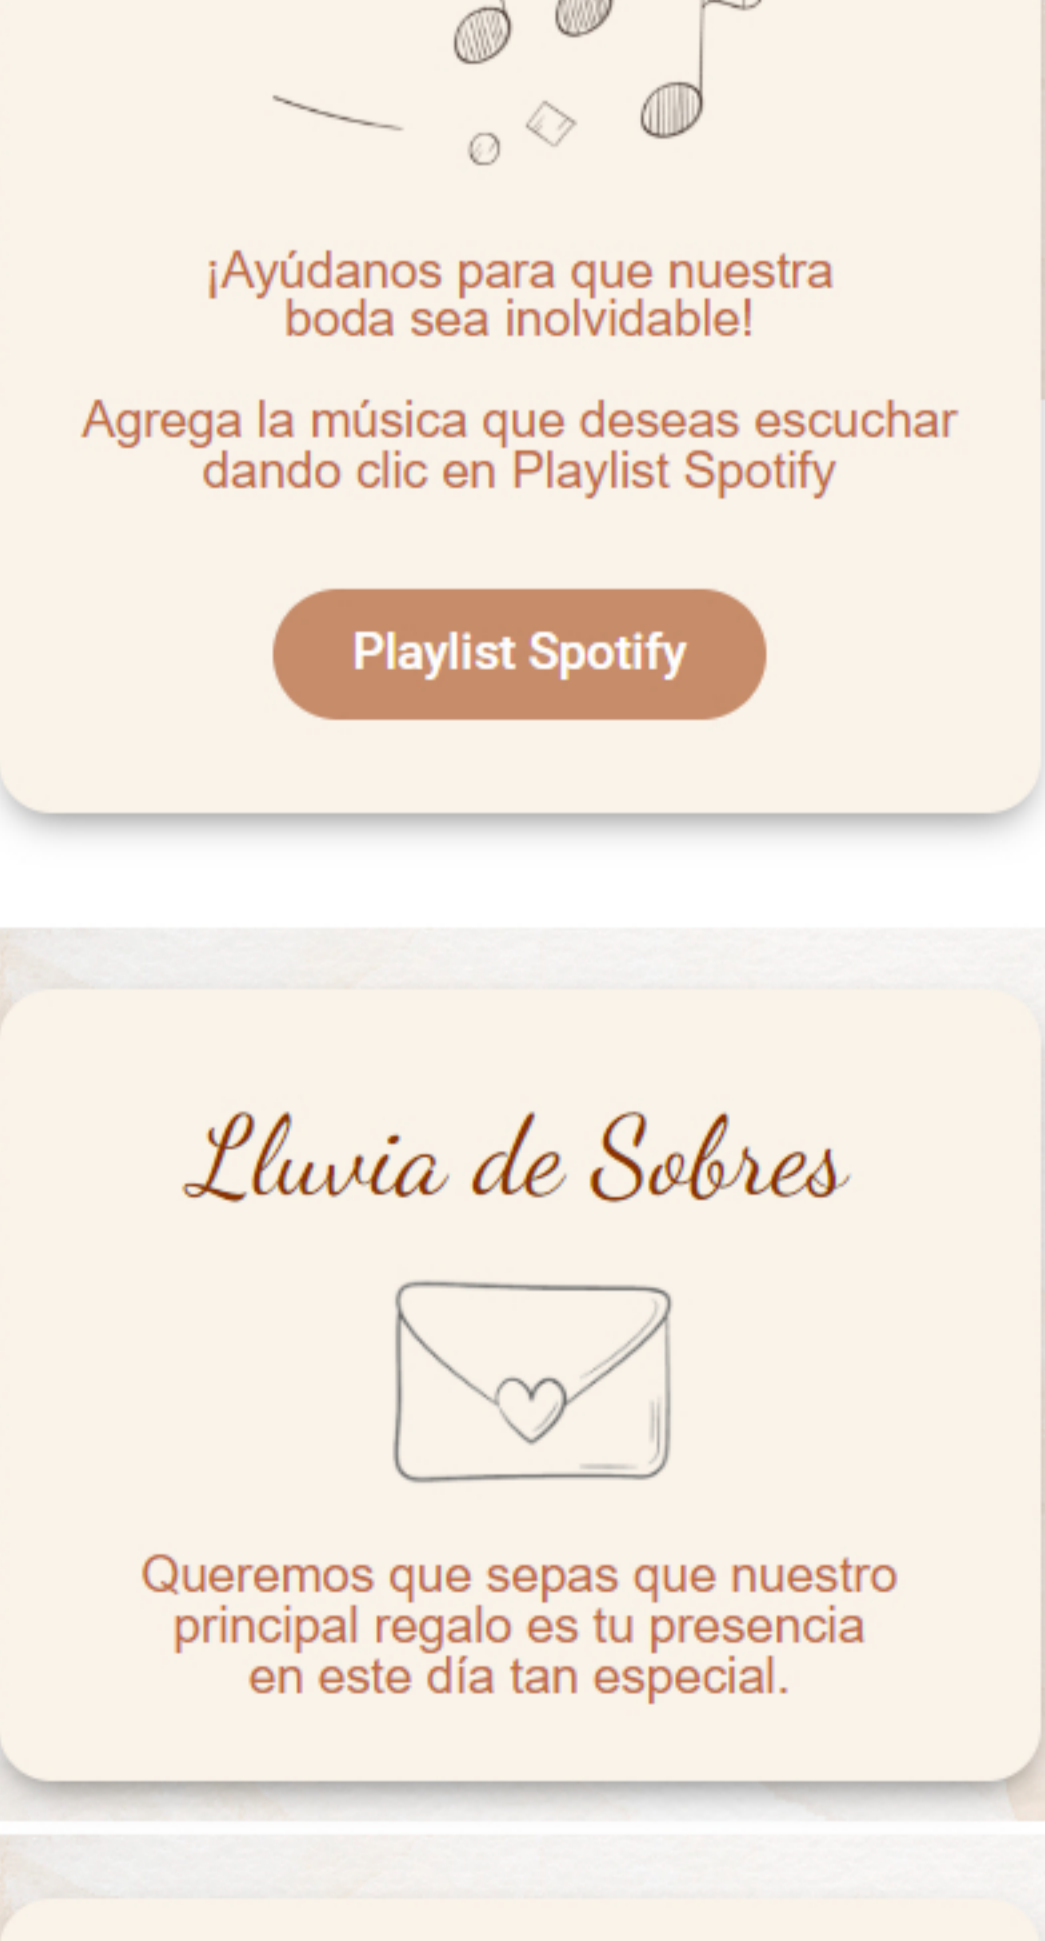 ¡Ayúdanos para que nuestra
boda sea inolvidable!
Agrega la música que deseas escuchar
dando clic en Playlist Spotify
Playlist Spotify
Lluvia de Sobres
Queremos que sepas que nuestro
principal regalo es tu presencia
en este día tan especial.